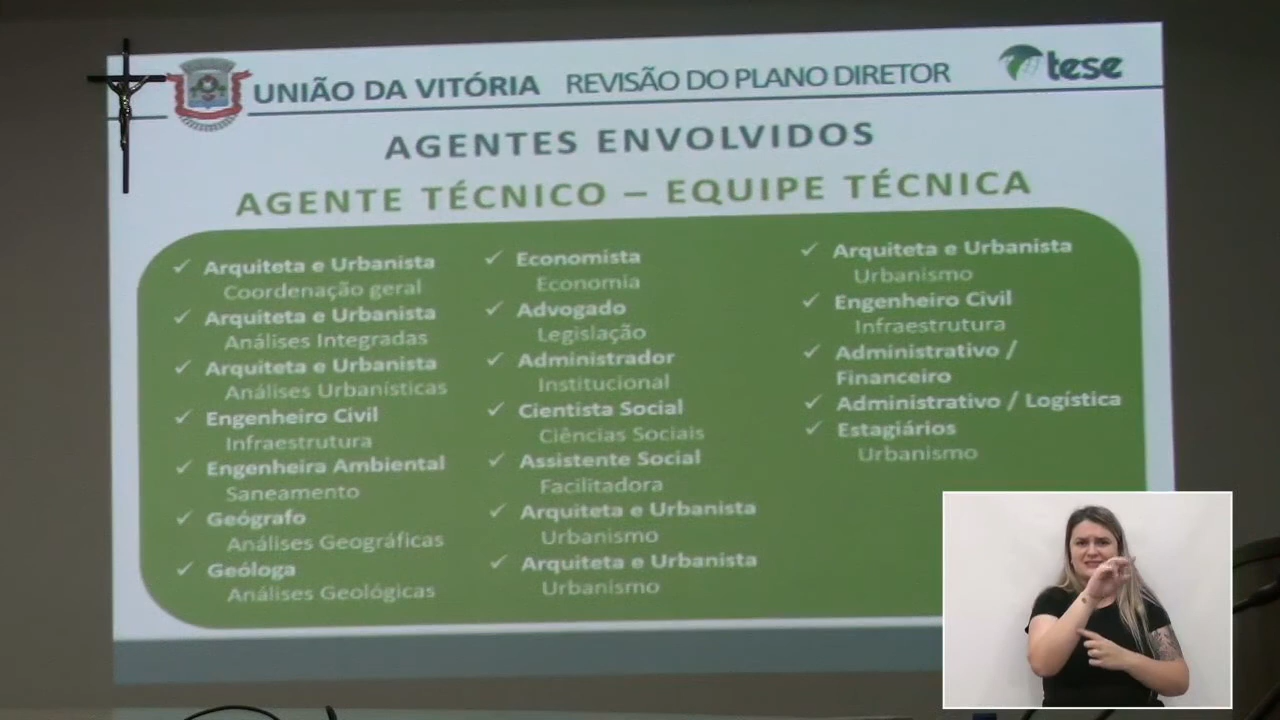 UNIÃO DA VITÓRIA REVISÃO DO PLANO DIRETOR
tese
AGENTES ENVOLVIDOS
AGENTE TÉCNICO – EQUIPE TÉCNICA
✓ Arquiteta e Urbanista
Coordenação geral
✓ Arquiteta e Urbanista
Análises Integradas
✓ Arquiteta e Urbanista
Análises Urbanísticas
✓ Engenheiro Civil
Infraestrutura
✓ Engenheira Ambiental
Saneamento
✓ Geógrafo
Análises Geográficas
✓ Geóloga
Análises Geológicas
✓ Economista
Economia
✓ Advogado
Legislação
✓ Administrador
Institucional
✓ Cientista Social
Ciências Sociais
✓ Assistente Social
Facilitadora
✓ Arquiteta e Urbanista
Urbanismo
✓ Arquiteta e Urbanista
Urbanismo
✓ Arquiteta e Urbanista
Urbanismo
✓ Engenheiro Civil
Infraestrutura
✓ Administrativo /
Financeiro
✓ Administrativo / Logística
✓ Estagiários
Urbanismo